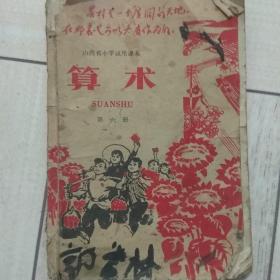 农村是一个广阔的天地，
在那里是可以大有作为的。
山西省小学试用课本
算术
SUANSHU
第六册